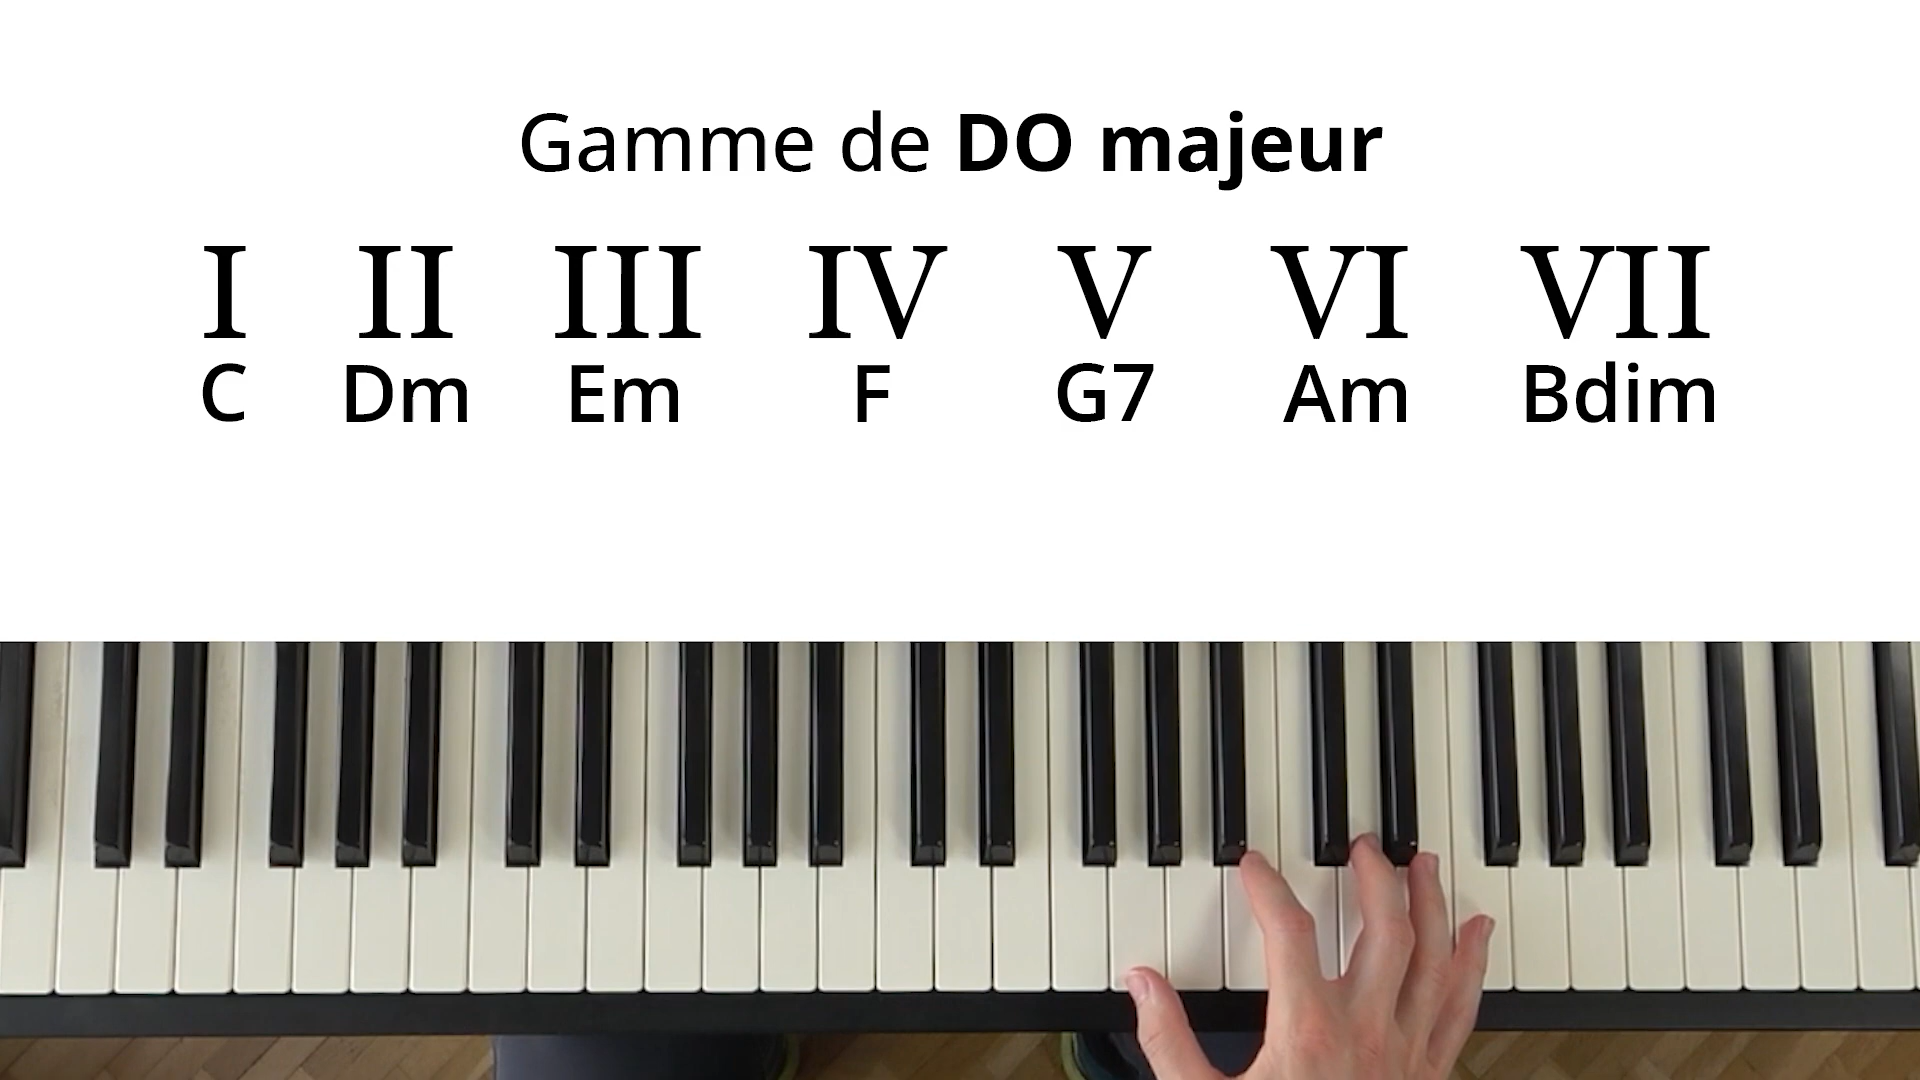 Gamme de DO majeur
I II III IV V VI VII
C Dm Em F G7 Am Bdim